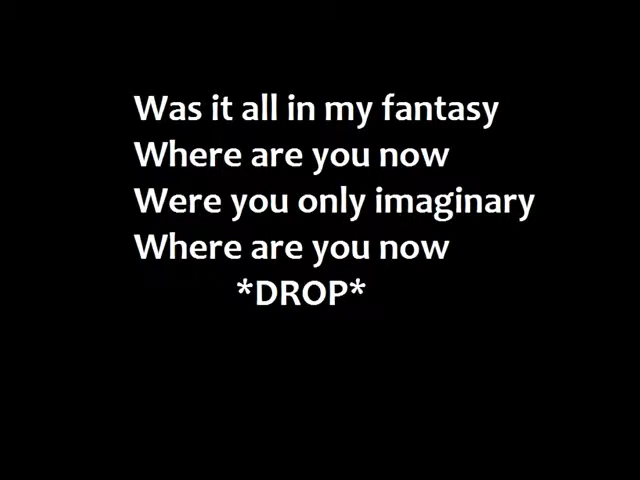 Was it all in my fantasy
Where are you now
Were you only imaginary
Where are you now
*DROP*